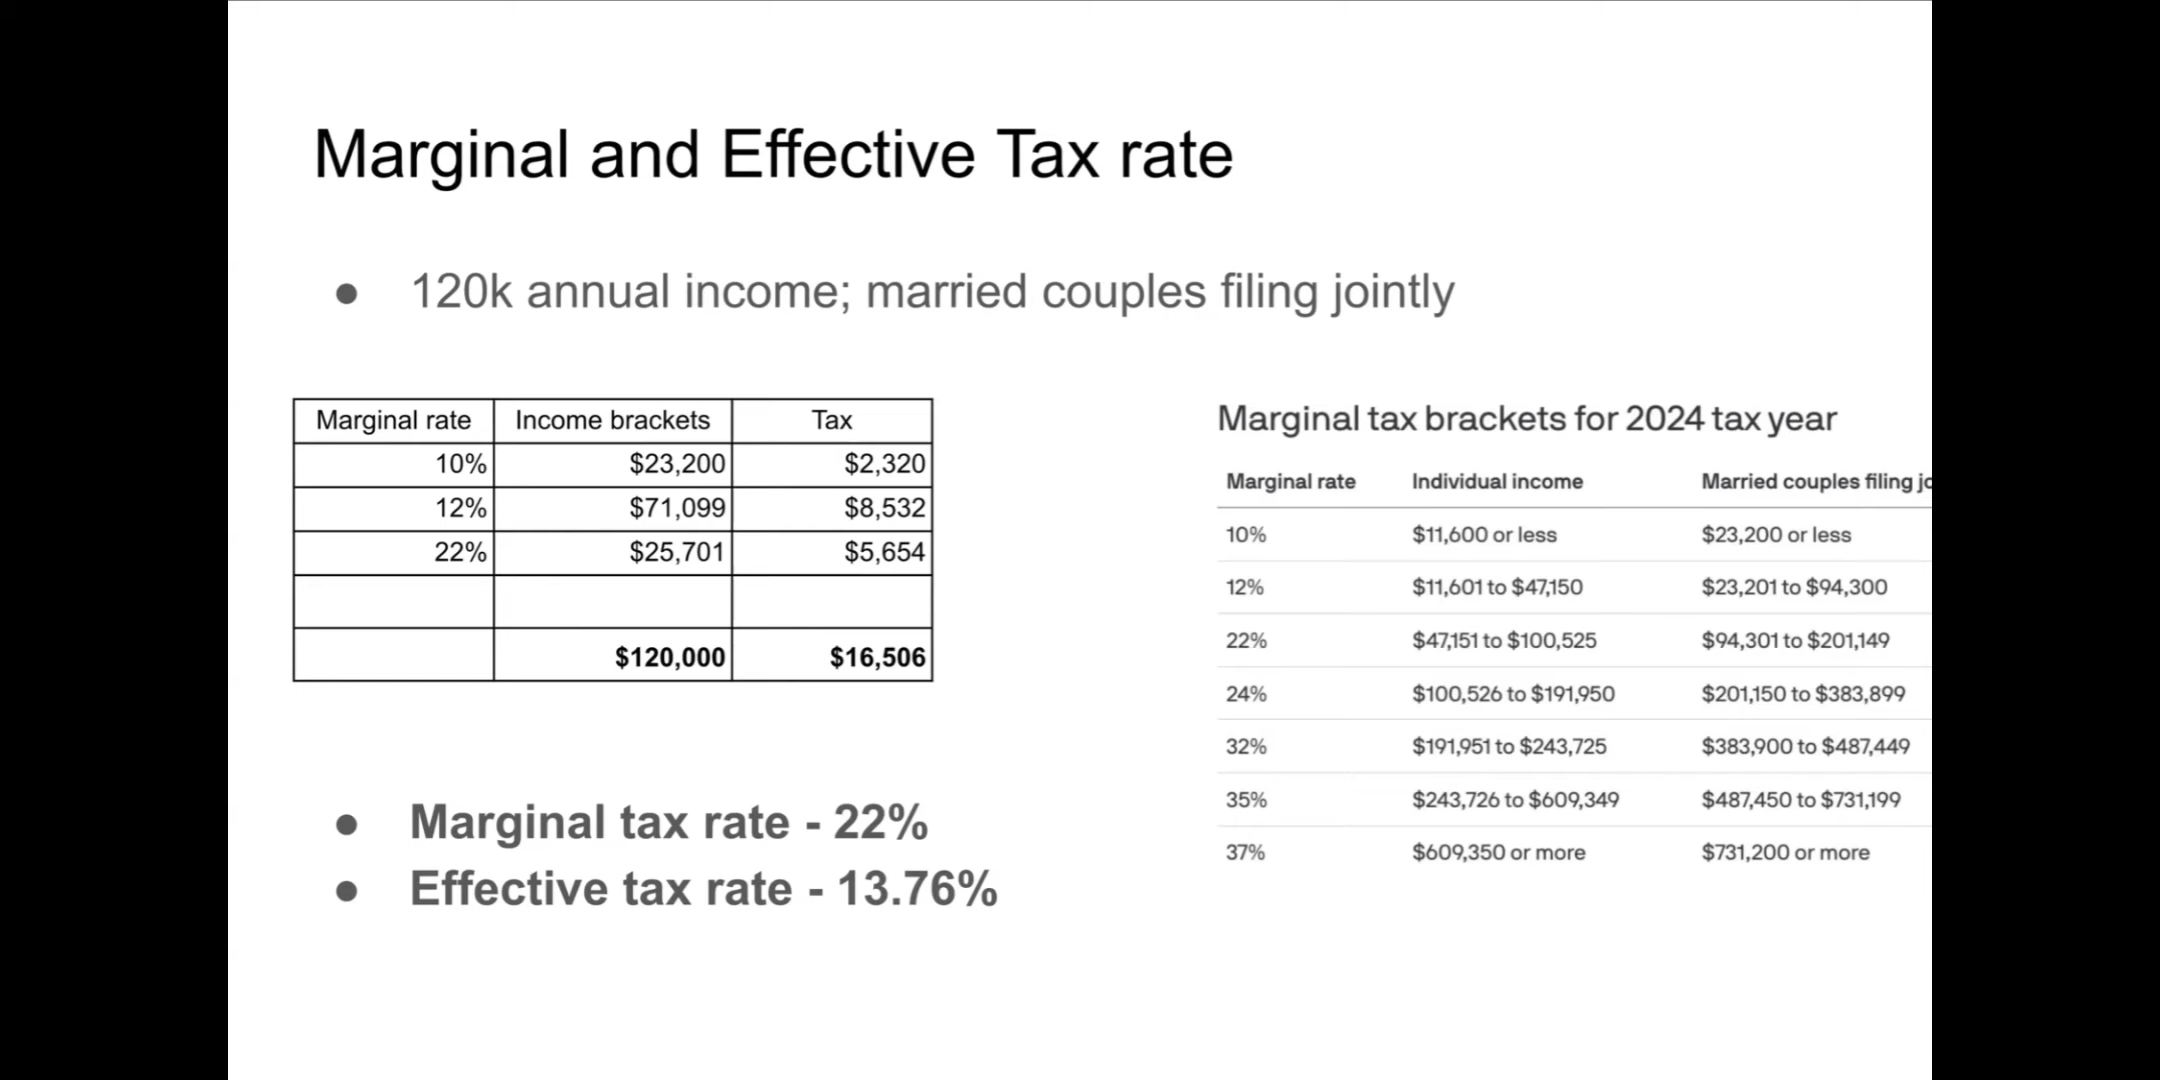 Marginal and Effective Tax rate
● 120k annual income; married couples filing jointly
Marginal rate Income brackets Tax
10% $23,200 $2,320
12% $71,099 $8,532
22% $25,701 $5,654
$120,000 $16,506
● Marginal tax rate - 22%
● Effective tax rate - 13.76%
Marginal tax brackets for 2024 tax year
Marginal rate Individual income Married couples filing jo
10% $11,600 or less $23,200 or less
12% $11,601 to $47,150 $23,201 to $94,300
22% $47,151 to $100,525 $94,301 to $201,149
24% $100,526 to $191,950 $201,150 to $383,899
32% $191,951 to $243,725 $383,900 to $487,449
35% $243,726 to $609,349 $487,450 to $731,199
37% $609,350 or more $731,200 or more